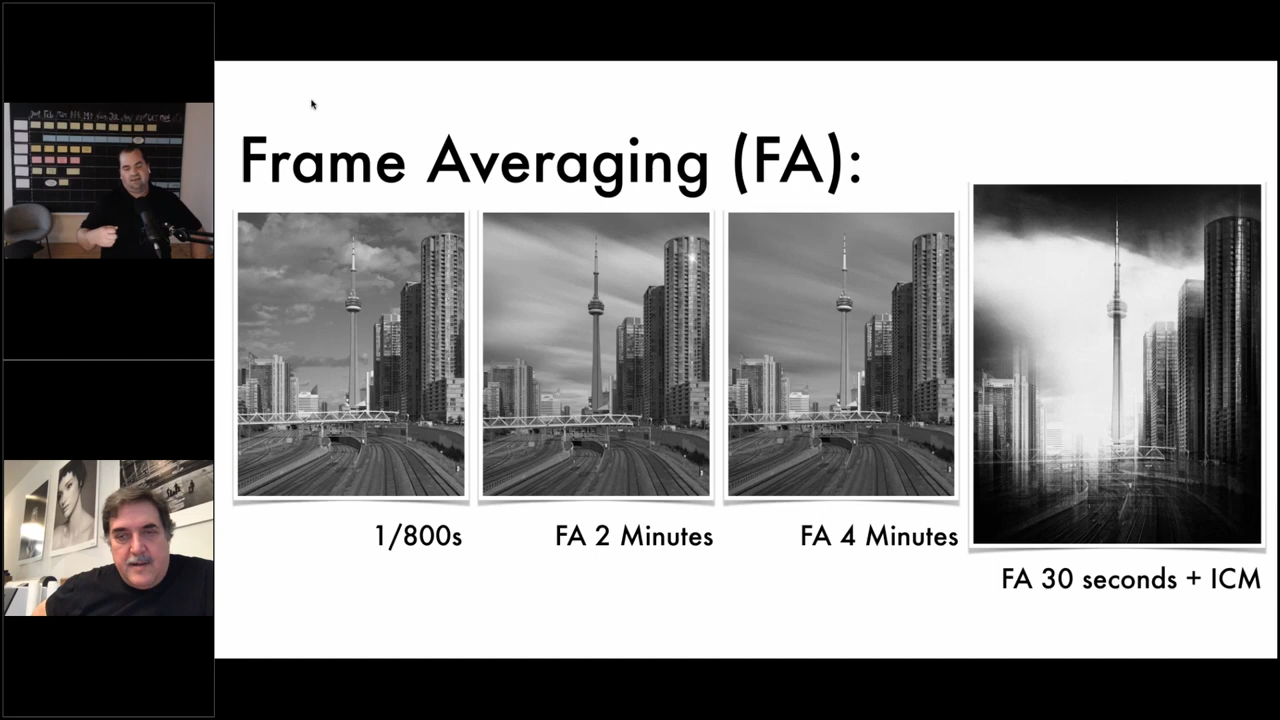 Frame Averaging (FA):
1/800s
FA 2 Minutes
FA 4 Minutes
FA 30 seconds + ICM